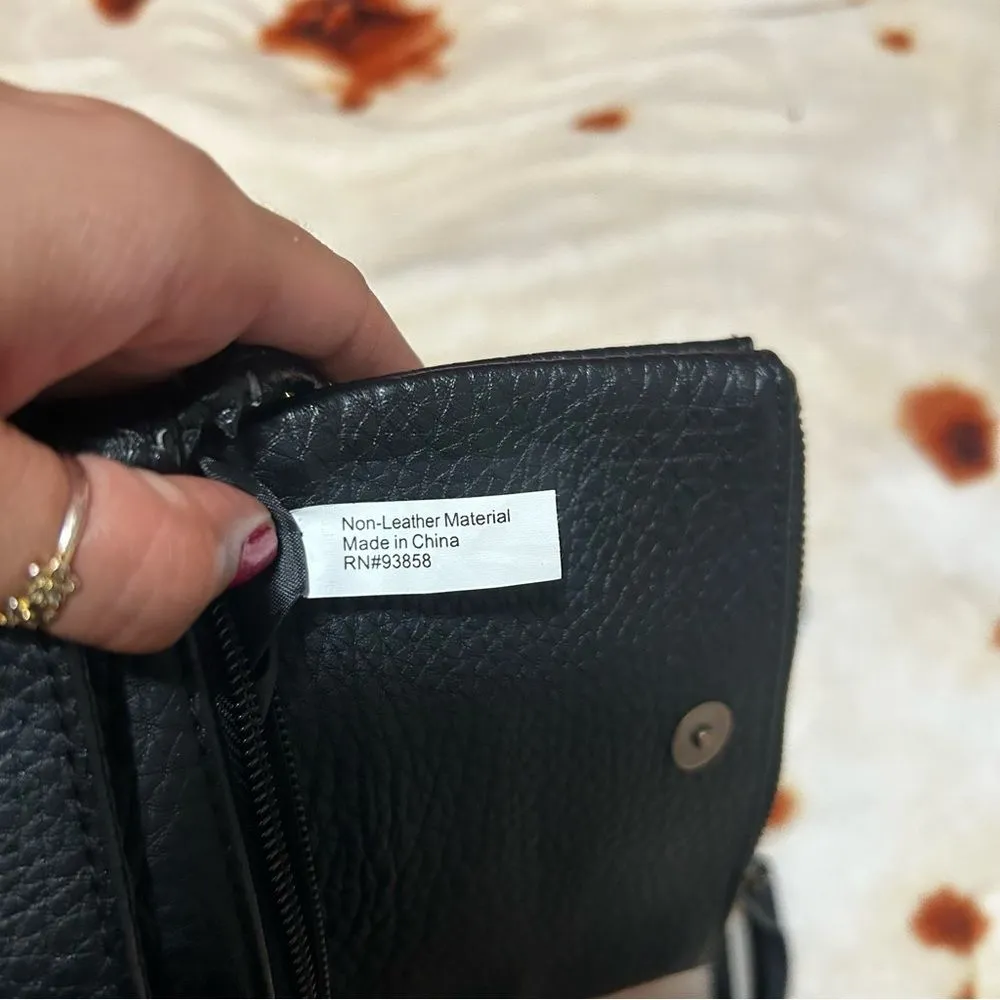 Non-Leather Material
Made in China
RN#93858